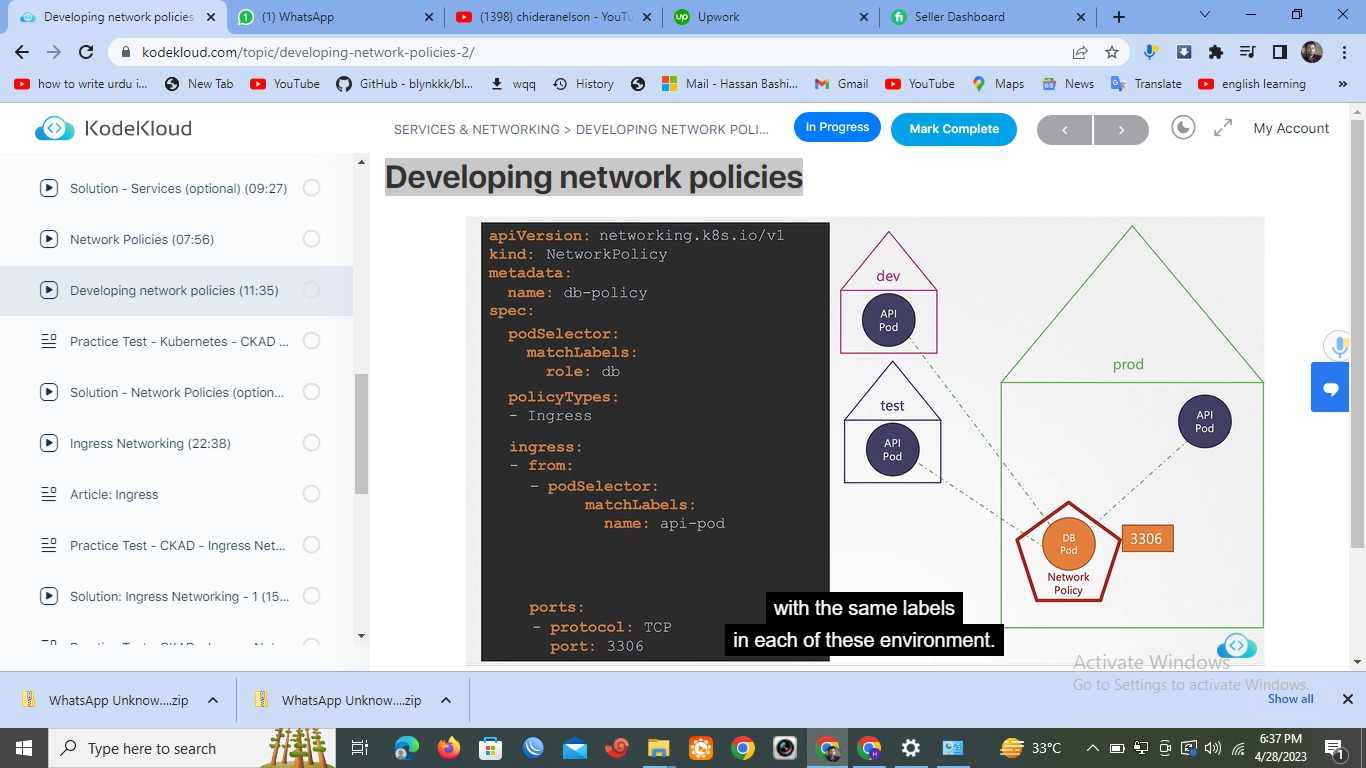 Developing network policies
(1) WhatsApp
(1398) chideranelson - YouTu
Upwork
Seller Dashboard
kodekloud.com/topic/developing-network-policies-2/
how to write urdu i...
New Tab
YouTube
GitHub - blynkkk/bl...
wqq
History
Mail - Hassan Bashi...
Gmail
YouTube
Maps
News
Translate
english learning
»
KodeKloud
SERVICES & NETWORKING > DEVELOPING NETWORK POLI...
In Progress
Mark Complete
My Account
Solution - Services (optional) (09:27)
Network Policies (07:56)
Developing network policies (11:35)
Practice Test - Kubernetes - CKAD ...
Solution - Network Policies (option...
Ingress Networking (22:38)
Article: Ingress
Practice Test - CKAD - Ingress Net...
Solution: Ingress Networking - 1 (15...
Developing network policies
apiVersion: networking.k8s.io/v1
kind: NetworkPolicy
metadata:
name: db-policy
spec:
podSelector:
matchLabels:
role: db
policyTypes:
- Ingress
ingress:
- from:
- podSelector:
matchLabels:
name: api-pod
ports:
- protocol: TCP
port: 3306
dev
API
Pod
test
API
Pod
prod
API
Pod
DB
Pod
Network
Policy
3306
with the same labels
in each of these environment.
Activate Windows
Go to Settings to activate Windows.
WhatsApp Unknow....zip
WhatsApp Unknow....zip
Show all
Type here to search
33°C
6:37 PM
4/28/2023
1